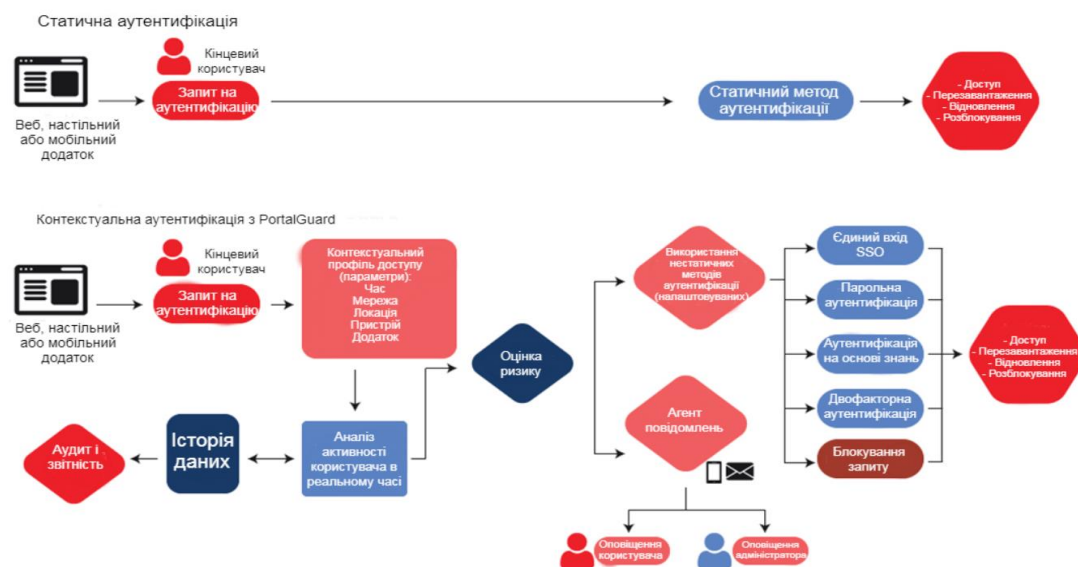 Статична аутентифікація
Кінцевий
користувач
Запит на
аутентифікацію
Веб, настільний
або мобільний
додаток
Статичний метод
аутентифікації
- Доступ
- Перезавантаження
- Відновлення
- Розблокування
Контекстуальна аутентифікація з PortalGuard
Кінцевий
користувач
Запит на
аутентифікацію
Веб, настільний
або мобільний
додаток
Контекстуальний
профіль доступу
(параметри):
Час
Мережа
Локація
Пристрій
Додаток
Аналіз
активності
користувача в
реальному часі
Історія
даних
Аудит і
звітність
Оцінка
ризику
Використання
нестатичних
методів
аутентифікації
(налаштовуваних)
Агент
повідомлень
Оповіщення
користувача
Оповіщення
адміністратора
Єдиний вхід
SSO
Парольна
аутентифікація
Аутентифікація
на основі знань
Двофакторна
аутентифікація
Блокування
запиту
- Доступ
- Перезавантаження
- Відновлення
- Розблокування